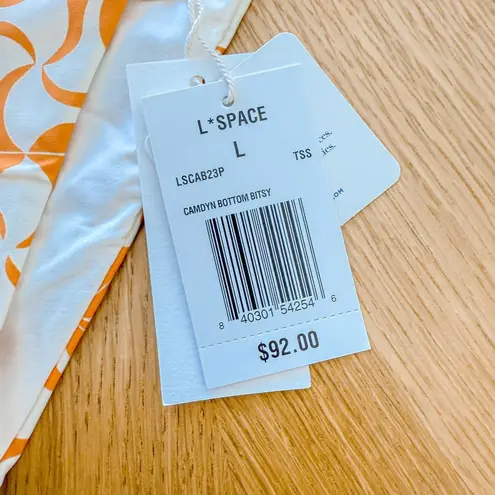 L*SPACE
L
LSCAB23P TSS
CAMDYN BOTTOM BITSY
8 40301 54254 6
$92.00